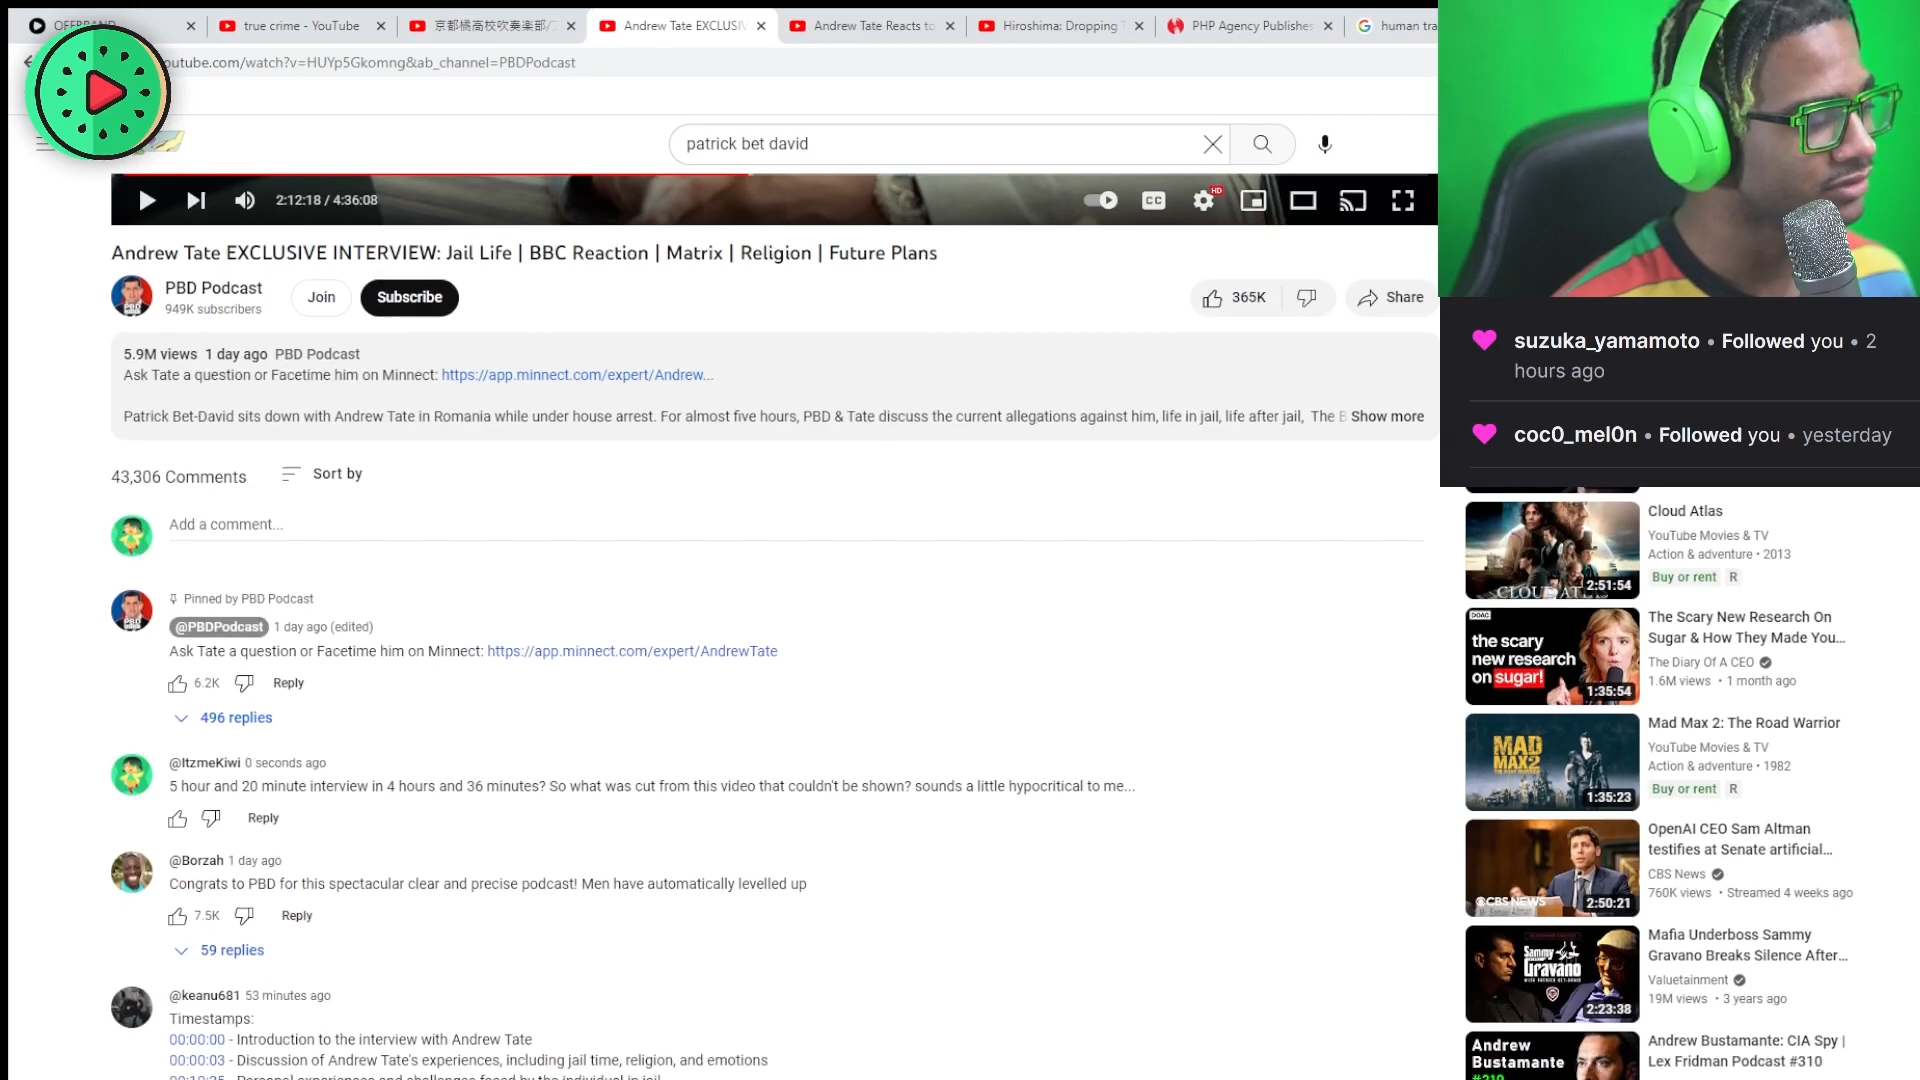 true crime - YouTube
京都橘高校吹奏楽部/
Andrew Tate EXCLUSIV
Andrew Tate Reacts to
Hiroshima: Dropping T
PHP Agency Publishes
human tra
outube.com/watch?v=HUYp5Gkomng&ab_channel=PBDPodcast
patrick bet david
2:12:18 / 4:36:08
CC
HD
Andrew Tate EXCLUSIVE INTERVIEW: Jail Life | BBC Reaction | Matrix | Religion | Future Plans
PBD Podcast
949K subscribers
Join
Subscribe
365K
Share
5.9M views 1 day ago PBD Podcast
Ask Tate a question or Facetime him on Minnect: https://app.minnect.com/expert/Andrew...
Patrick Bet-David sits down with Andrew Tate in Romania while under house arrest. For almost five hours, PBD & Tate discuss the current allegations against him, life in jail, life after jail, The B Show more
43,306 Comments
Sort by
Add a comment...
Pinned by PBD Podcast
@PBDPodcast 1 day ago (edited)
Ask Tate a question or Facetime him on Minnect: https://app.minnect.com/expert/AndrewTate
6.2K
Reply
496 replies
@ItzmeKiwi 0 seconds ago
5 hour and 20 minute interview in 4 hours and 36 minutes? So what was cut from this video that couldn't be shown? sounds a little hypocritical to me...
Reply
@Borzah 1 day ago
Congrats to PBD for this spectacular clear and precise podcast! Men have automatically levelled up
7.5K
Reply
59 replies
@keanu681 53 minutes ago
Timestamps:
00:00:00 - Introduction to the interview with Andrew Tate
00:00:03 - Discussion of Andrew Tate's experiences, including jail time, religion, and emotions
suzuka_yamamoto • Followed you • 2
hours ago
coc0_mel0n • Followed you • yesterday
CLOUD ATLAS
2:51:54
Cloud Atlas
YouTube Movies & TV
Action & adventure • 2013
Buy or rent R
DOAC
the scary
new research
on sugar!
1:35:54
The Scary New Research On
Sugar & How They Made You...
The Diary Of A CEO
1.6M views • 1 month ago
MAD
MAX2
1:35:23
Mad Max 2: The Road Warrior
YouTube Movies & TV
Action & adventure • 1982
Buy or rent R
CBS NEWS
2:50:21
OpenAI CEO Sam Altman
testifies at Senate artificial...
CBS News
760K views • Streamed 4 weeks ago
Sammy
Gravano
2:23:38
Mafia Underboss Sammy
Gravano Breaks Silence After...
Valuetainment
19M views • 3 years ago
Andrew
Bustamante
#310
Andrew Bustamante: CIA Spy |
Lex Fridman Podcast #310